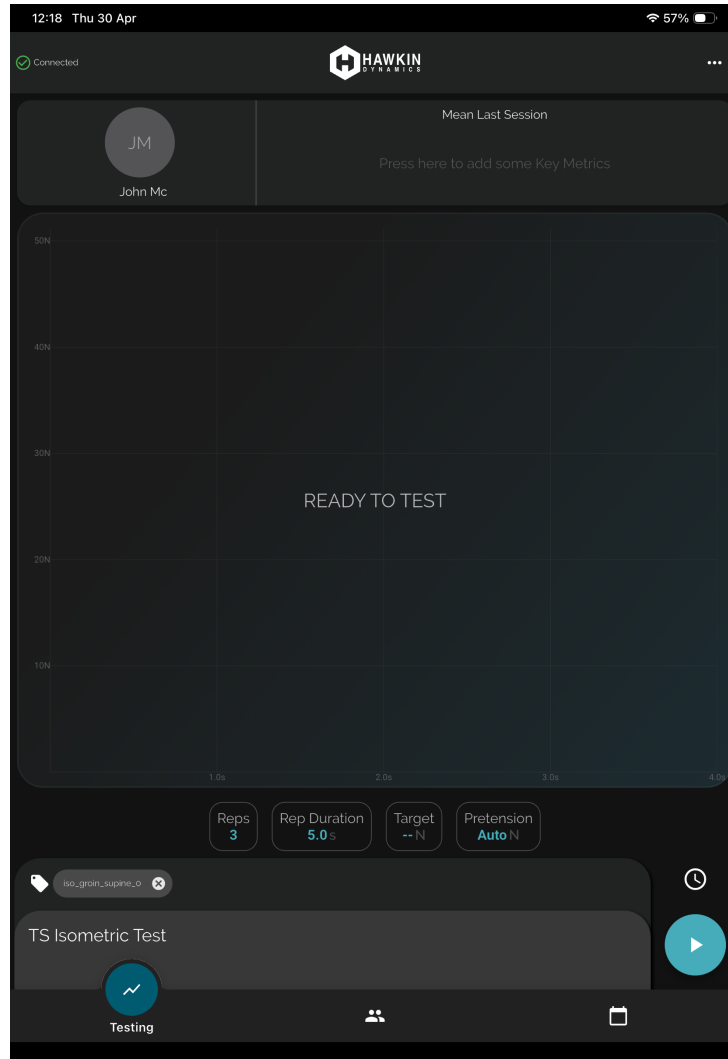 12:18 Thu 30 Apr
57%
Connected
HAWKIN
DYNAMICS
JM
John Mc
Mean Last Session
Press here to add some Key Metrics
50N
40N
30N
READY TO TEST
20N
10N
1.0s 2.0s 3.0s 4.0s
Reps
3
Rep Duration
5.0 s
Target
-- N
Pretension
Auto N
iso_groin_supine_0
TS Isometric Test
Testing